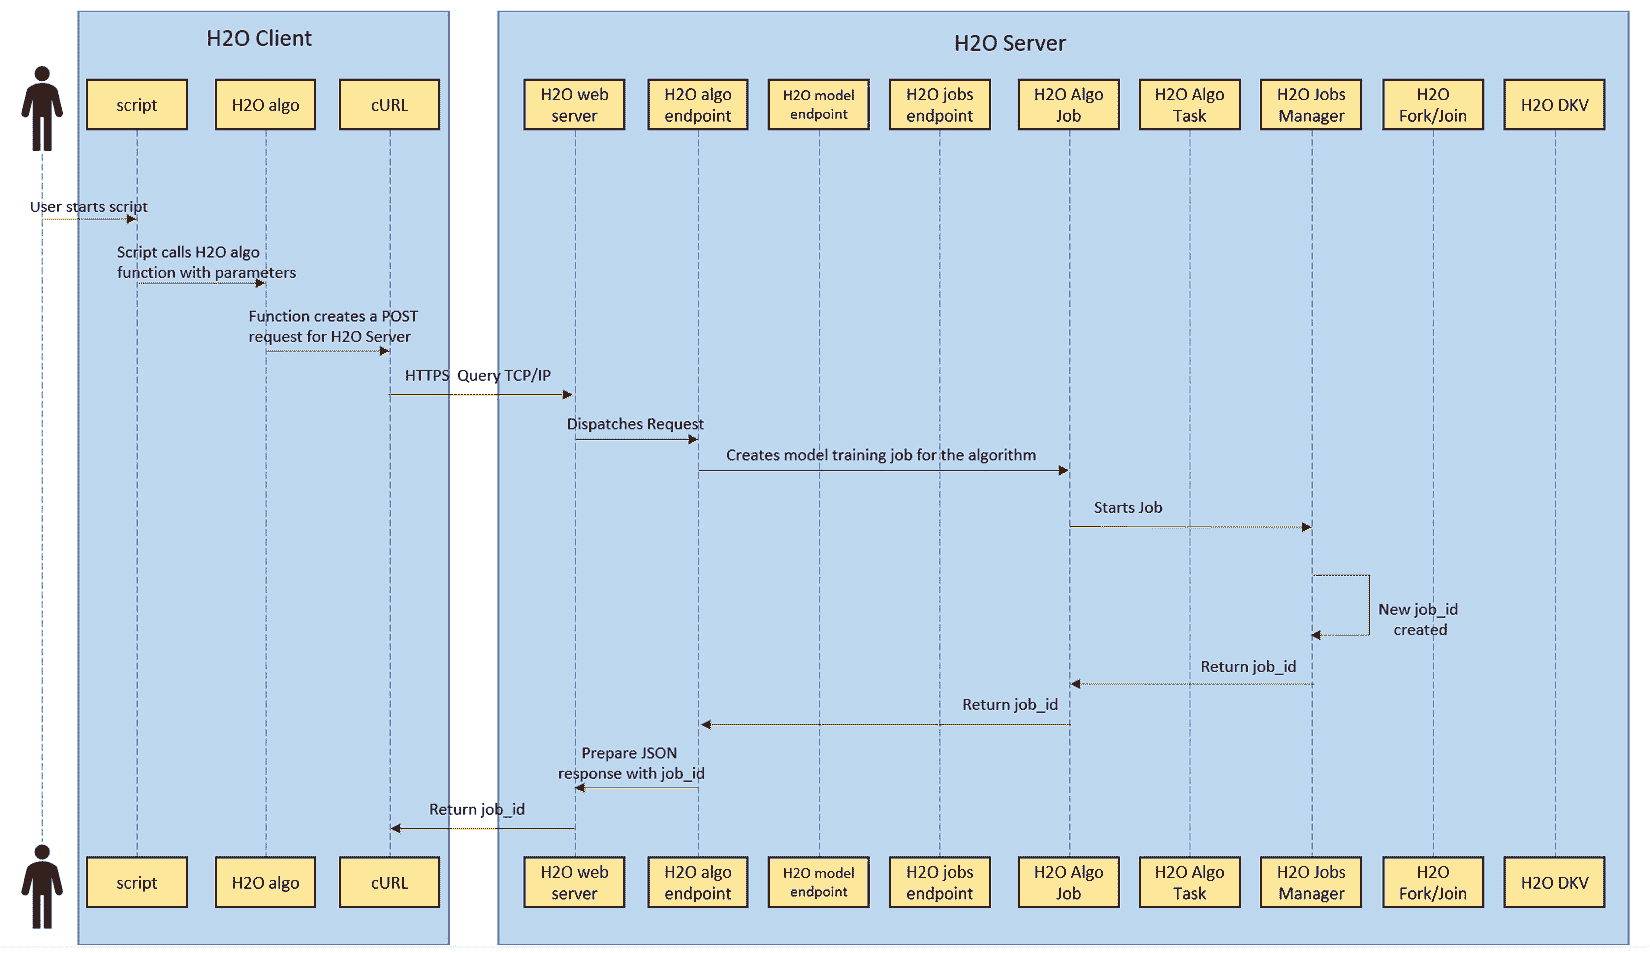 H2O Client
H2O Server
script
H2O algo
cURL
H2O web
server
H2O algo
endpoint
H2O model
endpoint
H2O jobs
endpoint
H2O Algo
Job
H2O Algo
Task
H2O Jobs
Manager
H2O
Fork/Join
H2O DKV
User starts script
Script calls H2O algo
function with parameters
Function creates a POST
request for H2O Server
HTTPS Query TCP/IP
Dispatches Request
Creates model training job for the algorithm
Starts Job
New job_id
created
Return job_id
Return job_id
Prepare JSON
response with job_id
Return job_id
script
H2O algo
cURL
H2O web
server
H2O algo
endpoint
H2O model
endpoint
H2O jobs
endpoint
H2O Algo
Job
H2O Algo
Task
H2O Jobs
Manager
H2O
Fork/Join
H2O DKV